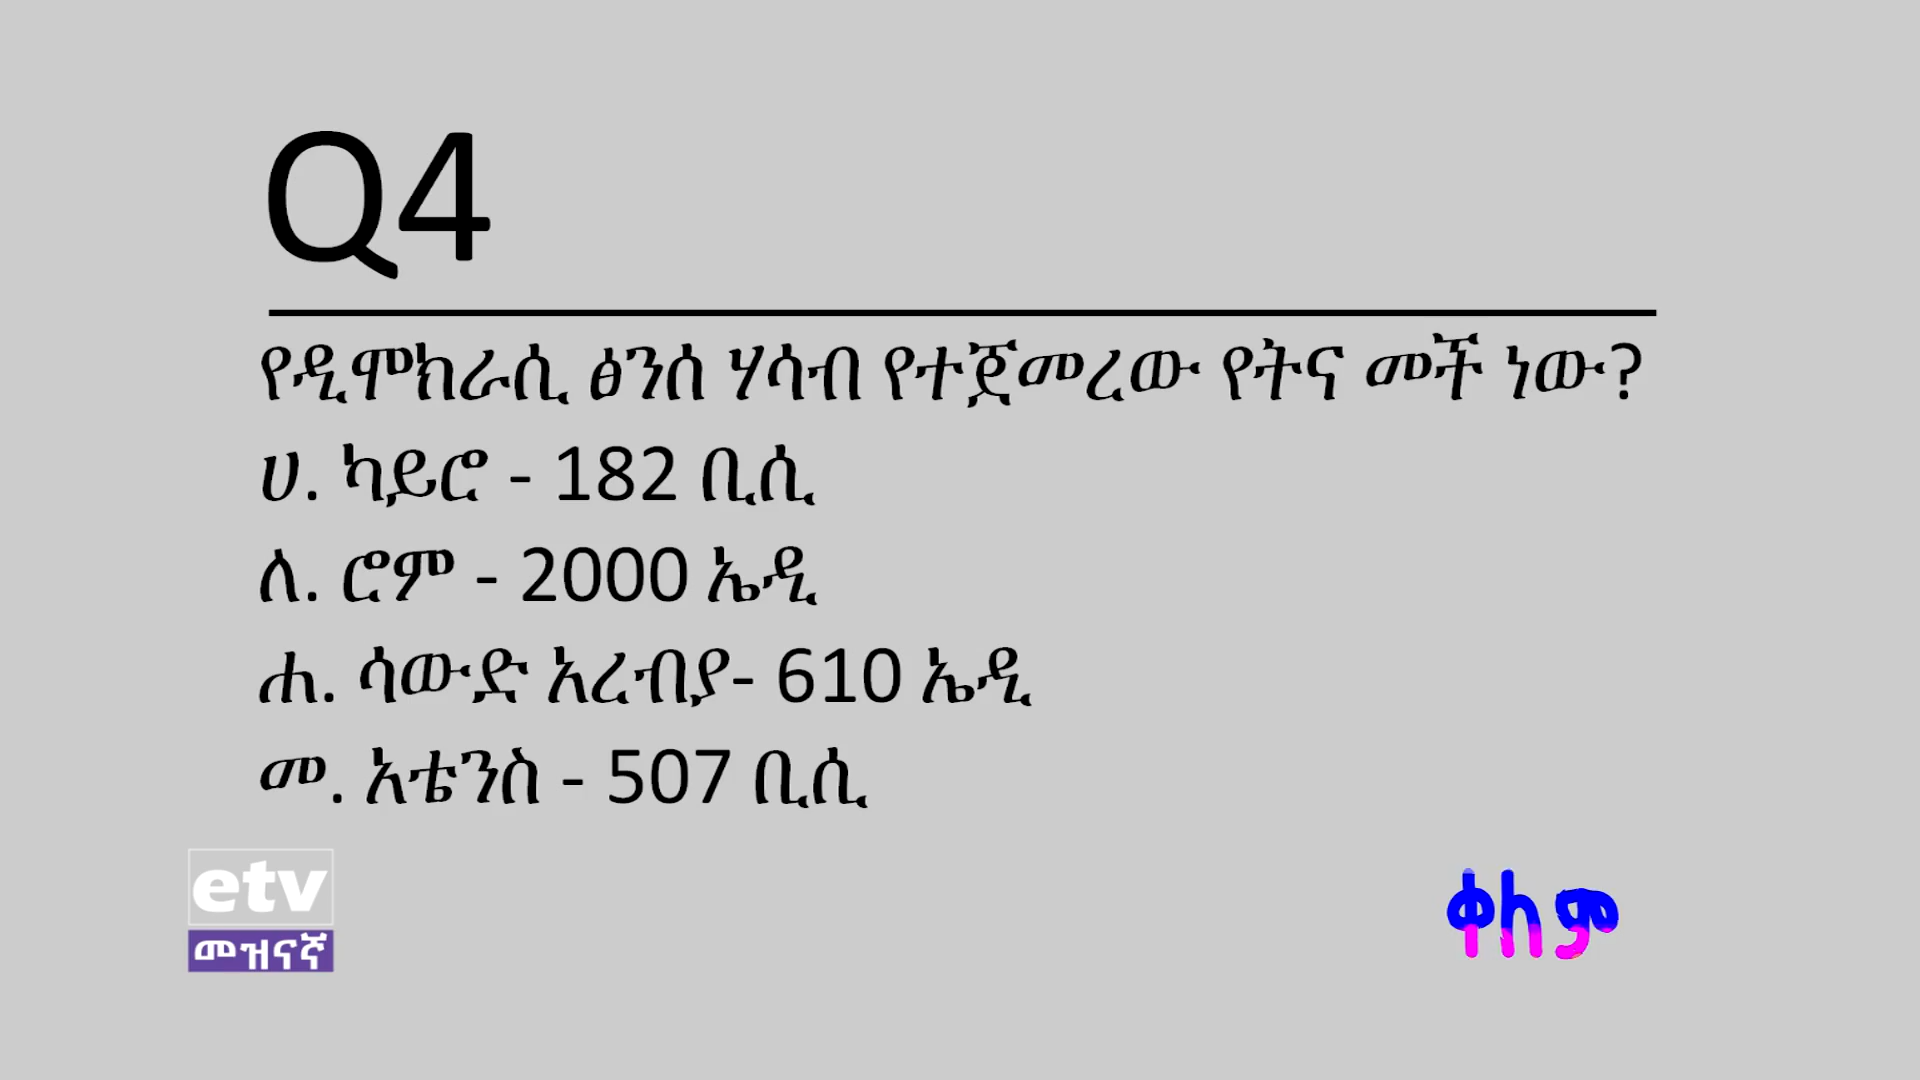 Q4
የዲሞክራሲ ፅንሰ ሃሳብ የተጀመረው የትና መች ነው?
ሀ. ካይሮ - 182 ቢሲ
ለ. ሮም - 2000 ኤዲ
ሐ. ሳውድ አረብያ- 610 ኤዲ
መ. አቴንስ - 507 ቢሲ
etv
መዝናኛ
ቀለም